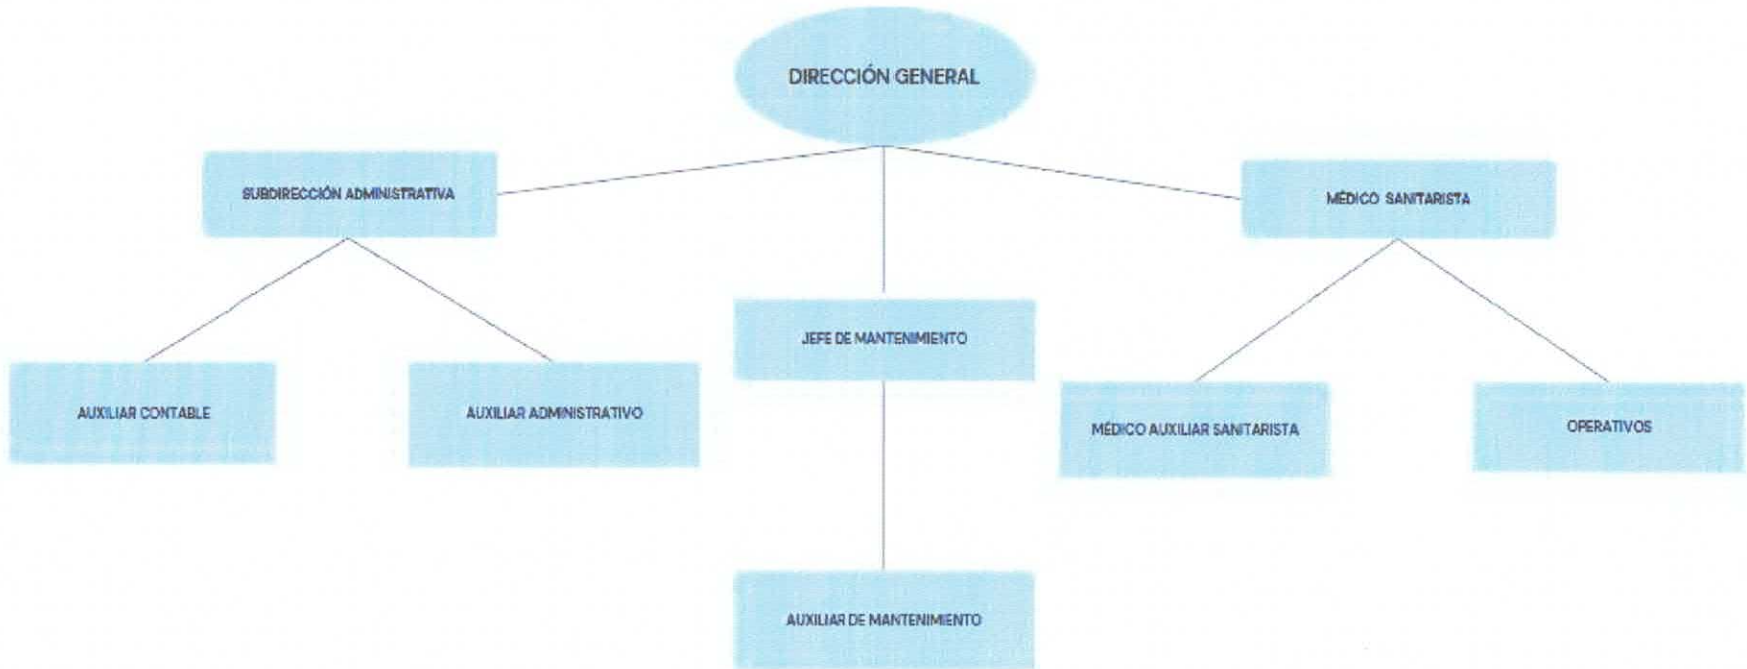 DIRECCIÓN GENERAL
SUBDIRECCIÓN ADMINISTRATIVA
MÉDICO SANITARISTA
JEFE DE MANTENIMIENTO
AUXILIAR CONTABLE
AUXILIAR ADMINISTRATIVO
MÉDICO AUXILIAR SANITARISTA
OPERATIVOS
AUXILIAR DE MANTENIMIENTO